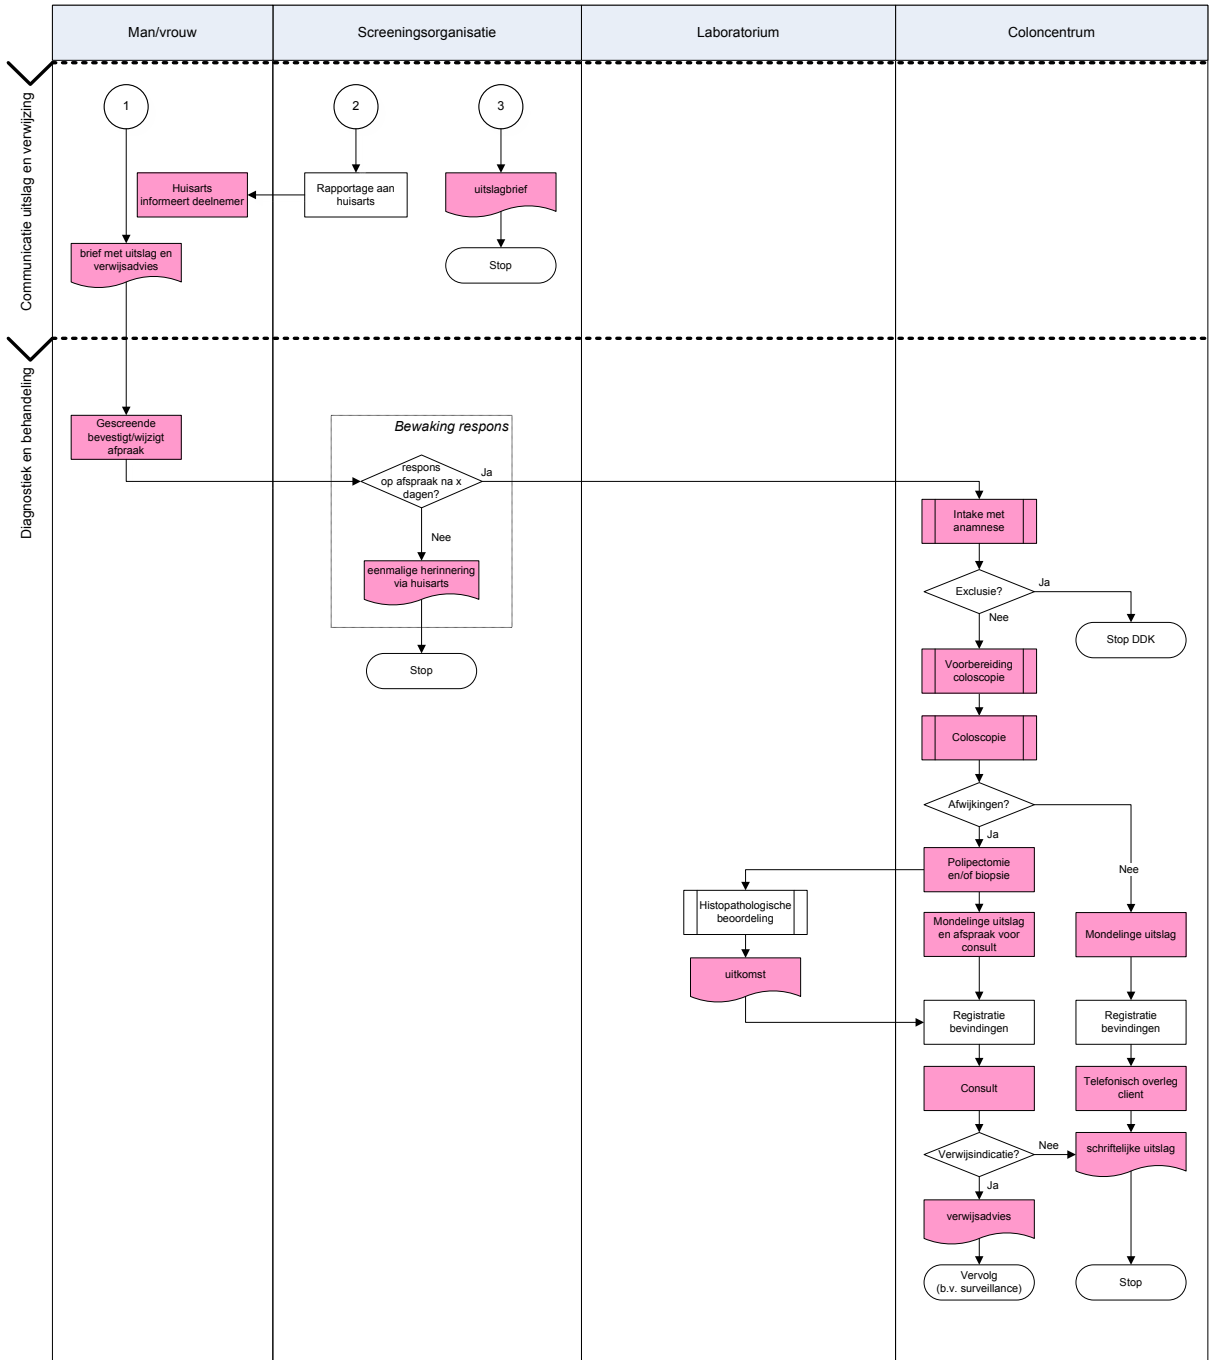 Man/vrouw
Screeningsorganisatie
Laboratorium
Coloncentrum
Communicatie uitslag en verwijzing
1
2
3
Huisarts
informeert deelnemer
Rapportage aan
huisarts
uitslagbrief
brief met uitslag en
verwijsadvies
Stop
Diagnostiek en behandeling
Gescreende
bevestigt/wijzigt
afpraak
Bewaking respons
respons
op afspraak na x
dagen?
Ja
Nee
eenmalige herinnering
via huisarts
Stop
Intake met
anamnese
Exclusie?
Ja
Nee
Stop DDK
Voorbereiding
coloscopie
Coloscopie
Afwijkingen?
Ja
Nee
Polipectomie
en/of biopsie
Histopathologische
beoordeling
Mondelinge uitslag
en afspraak voor
consult
Mondelinge uitslag
uitkomst
Registratie
bevindingen
Registratie
bevindingen
Consult
Telefonisch overleg
client
Verwijsindicatie?
Nee
schriftelijke uitslag
Ja
verwijsadvies
Vervolg
(b.v. surveillance)
Stop